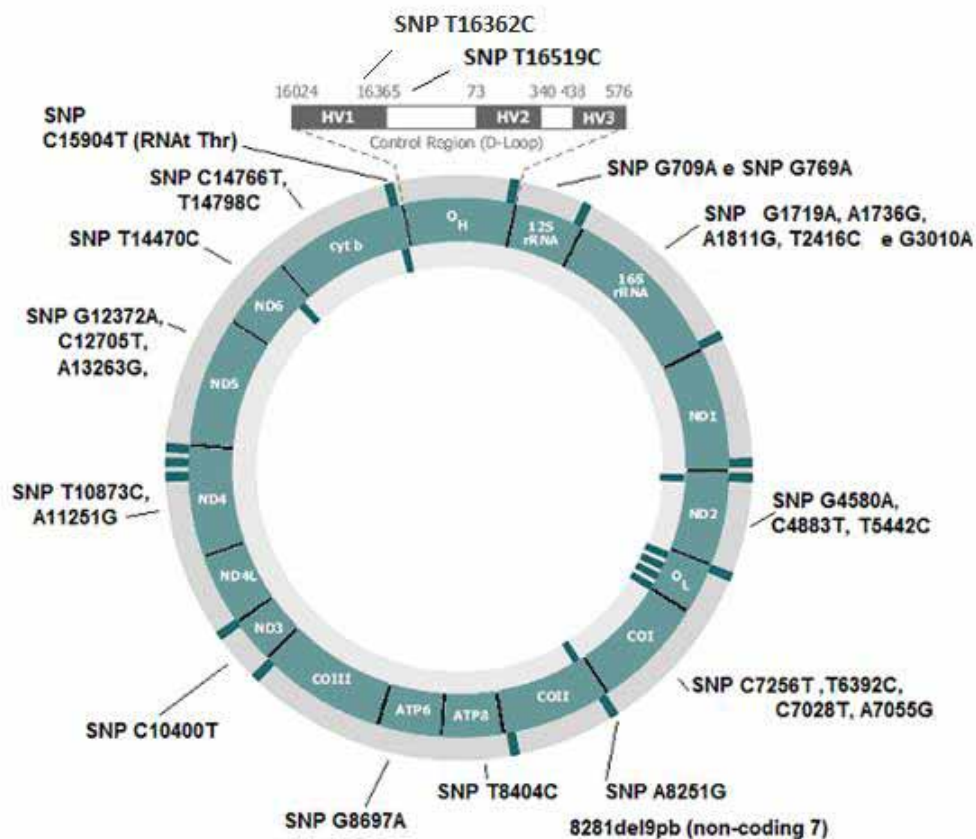 SNP T16362C
SNP T16519C
16024 16365 73 340 438 576
HV1 HV2 HV3
Control Region (D-Loop)
SNP
C15904T (RNAt Thr)
SNP C14766T,
T14798C
SNP T14470C
SNP G12372A,
C12705T,
A13263G,
SNP T10873C,
A11251G
SNP C10400T
SNP G8697A
SNP T8404C
SNP A8251G
8281del9pb (non-coding 7)
SNP C7256T ,T6392C,
C7028T, A7055G
SNP G4580A,
C4883T, T5442C
SNP G1719A, A1736G,
A1811G, T2416C e G3010A
SNP G709A e SNP G769A
OH
12S
rRNA
16S
rRNA
ND1
ND2
OL
COI
COII
ATP8
ATP6
COIII
ND3
ND4L
ND4
ND5
ND6
cyt b